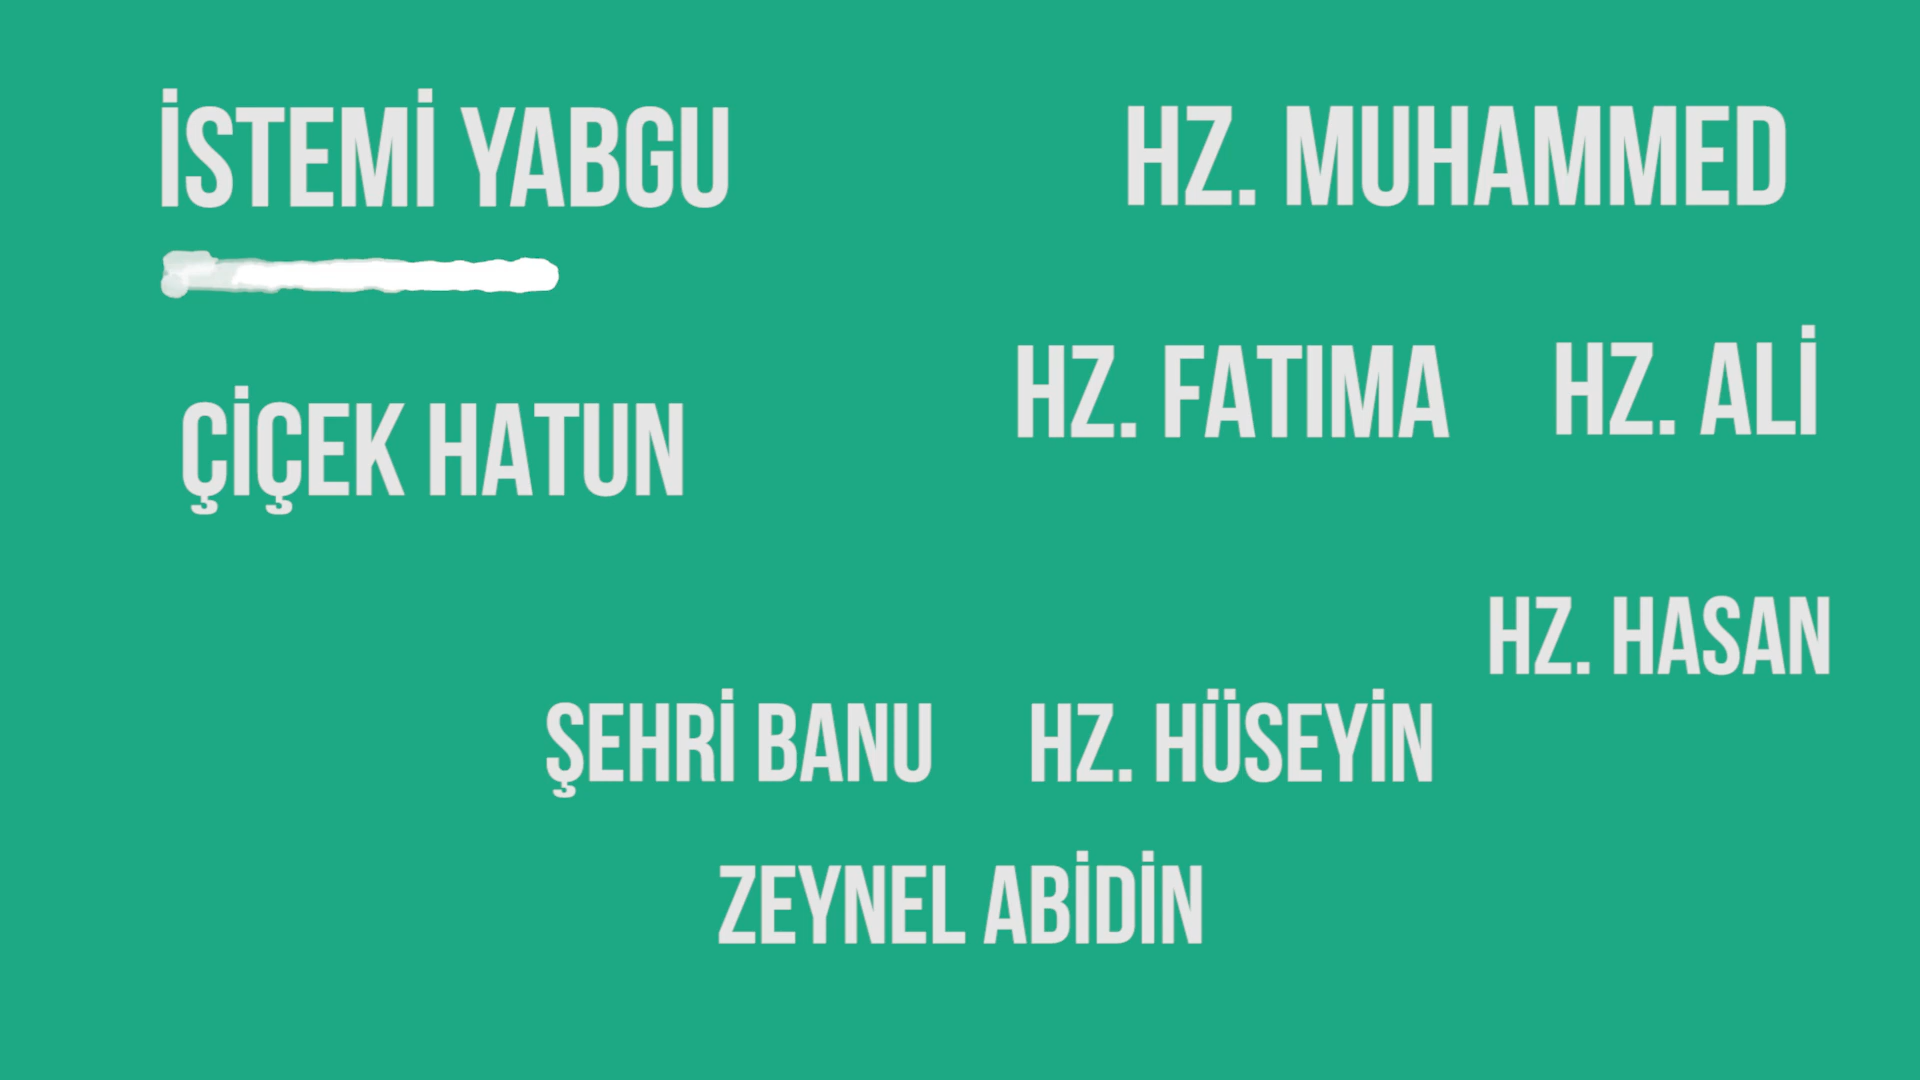 İSTEMİ YABGU
HZ. MUHAMMED
HZ. FATIMA
HZ. ALİ
ÇİÇEK HATUN
HZ. HASAN
ŞEHRİ BANU
HZ. HÜSEYİN
ZEYNEL ABİDİN